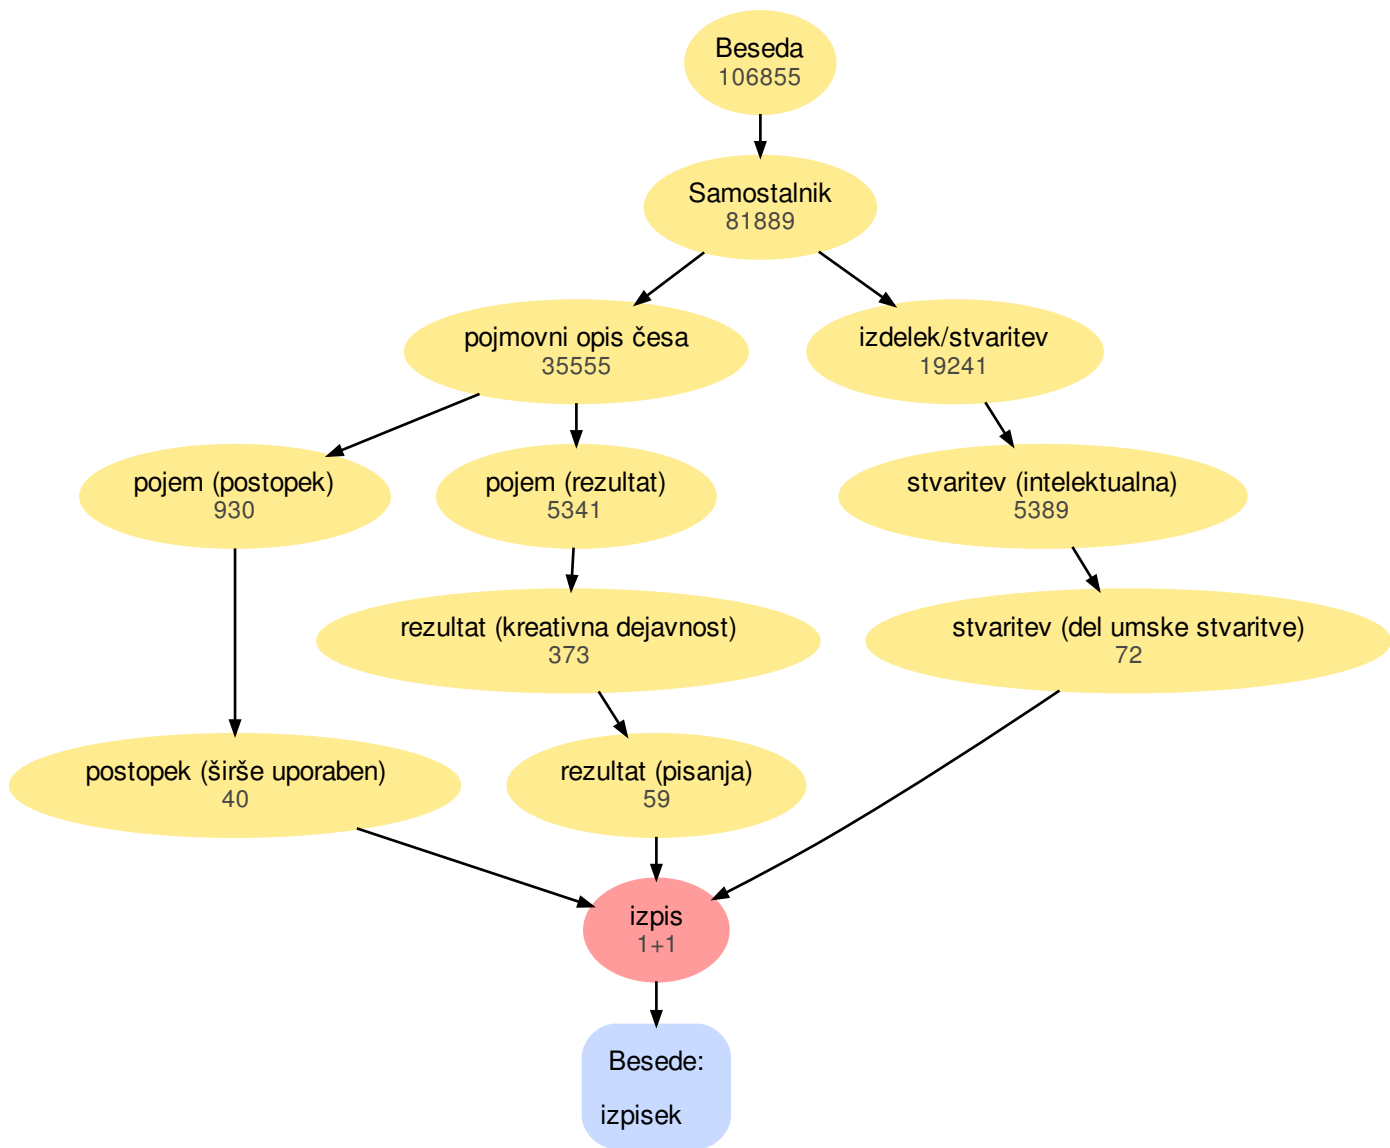 Beseda
106855
Samostalnik
81889
pojmovni opis česa
35555
izdelek/stvaritev
19241
pojem (postopek)
930
pojem (rezultat)
5341
stvaritev (intelektualna)
5389
rezultat (kreativna dejavnost)
373
stvaritev (del umske stvaritve)
72
postopek (širše uporaben)
40
rezultat (pisanja)
59
izpis
1+1
Besede:
izpisek